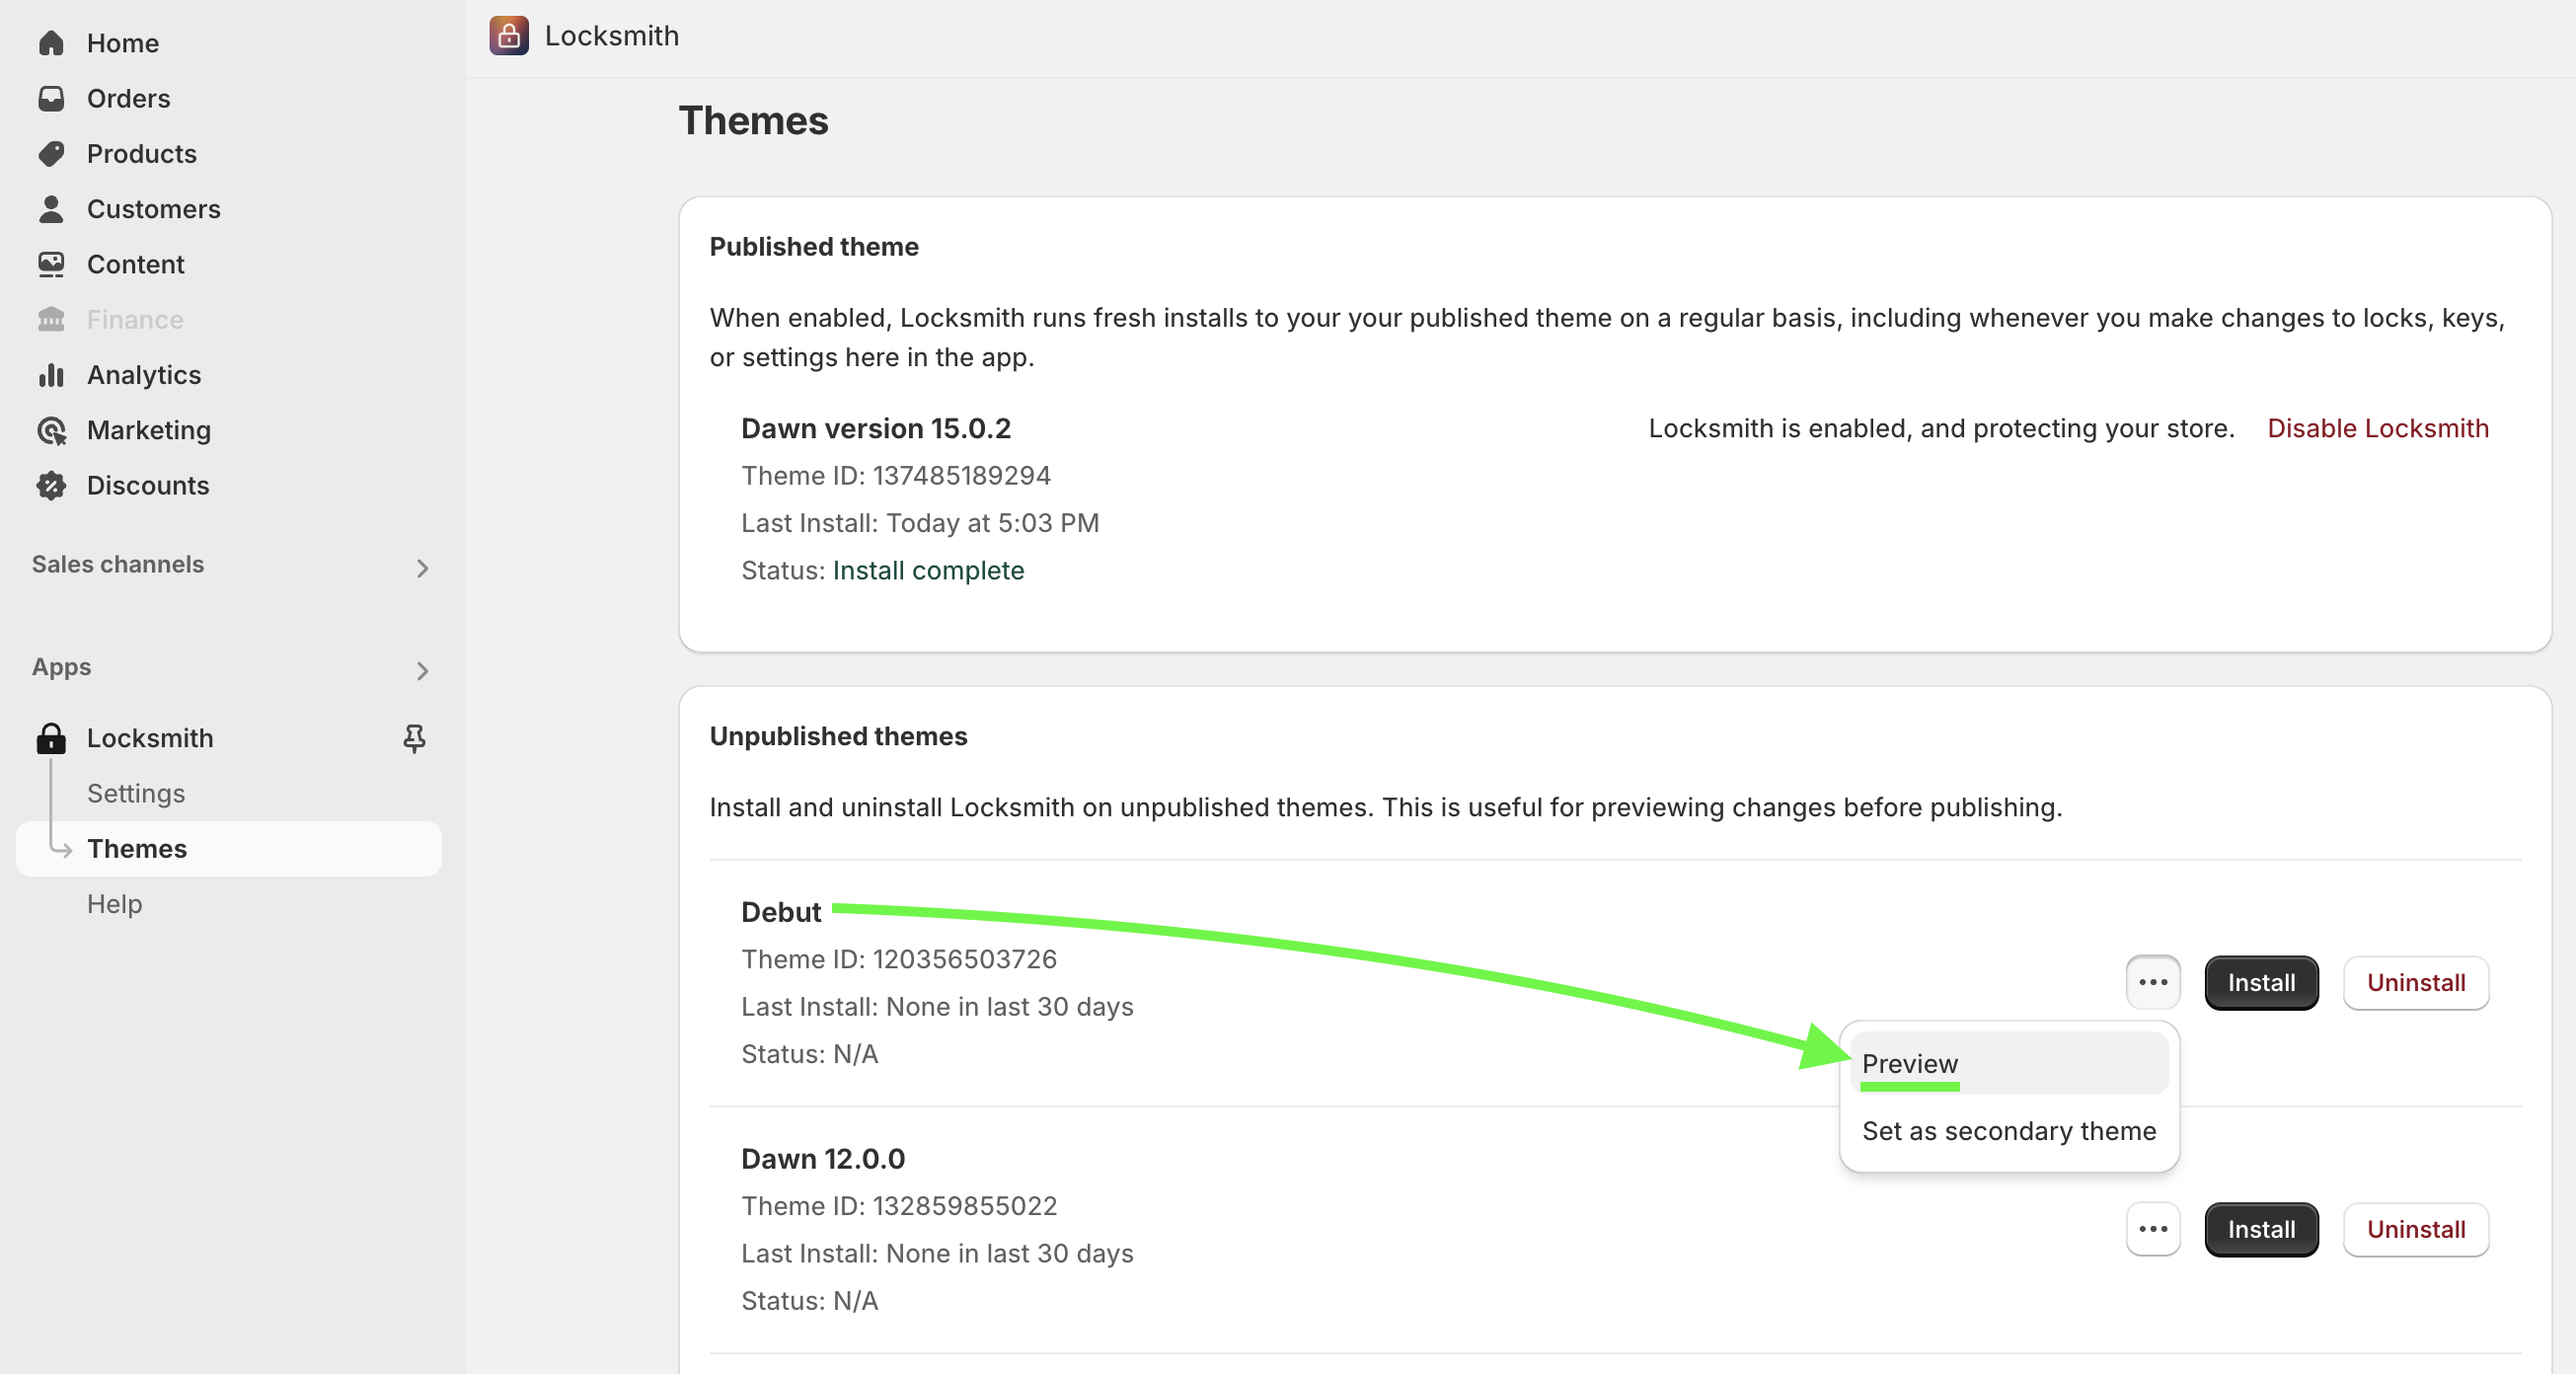 Home
Orders
Products
Customers
Content
Finance
Analytics
Marketing
Discounts
Sales channels
Apps
Locksmith
Settings
Themes
Help
Locksmith
Themes
Published theme
When enabled, Locksmith runs fresh installs to your your published theme on a regular basis, including whenever you make changes to locks, keys,
or settings here in the app.
Dawn version 15.0.2
Locksmith is enabled, and protecting your store. Disable Locksmith
Theme ID: 137485189294
Last Install: Today at 5:03 PM
Status: Install complete
Unpublished themes
Install and uninstall Locksmith on unpublished themes. This is useful for previewing changes before publishing.
Debut
Theme ID: 120356503726
Last Install: None in last 30 days
Status: N/A
Install Uninstall
Preview
Set as secondary theme
Dawn 12.0.0
Theme ID: 132859855022
Last Install: None in last 30 days
Status: N/A
Install Uninstall